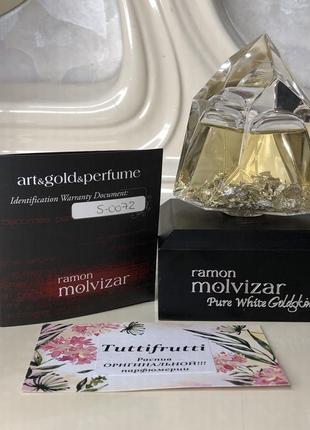 art&gold&perfume
Identification Warranty Document:
S-0072
ramon
molvizar
ramon
molvizar
Pure White Goldskin
Tuttifrutti
Распив
ОРИГИНАЛЬНОЙ!!!
парфюмерии